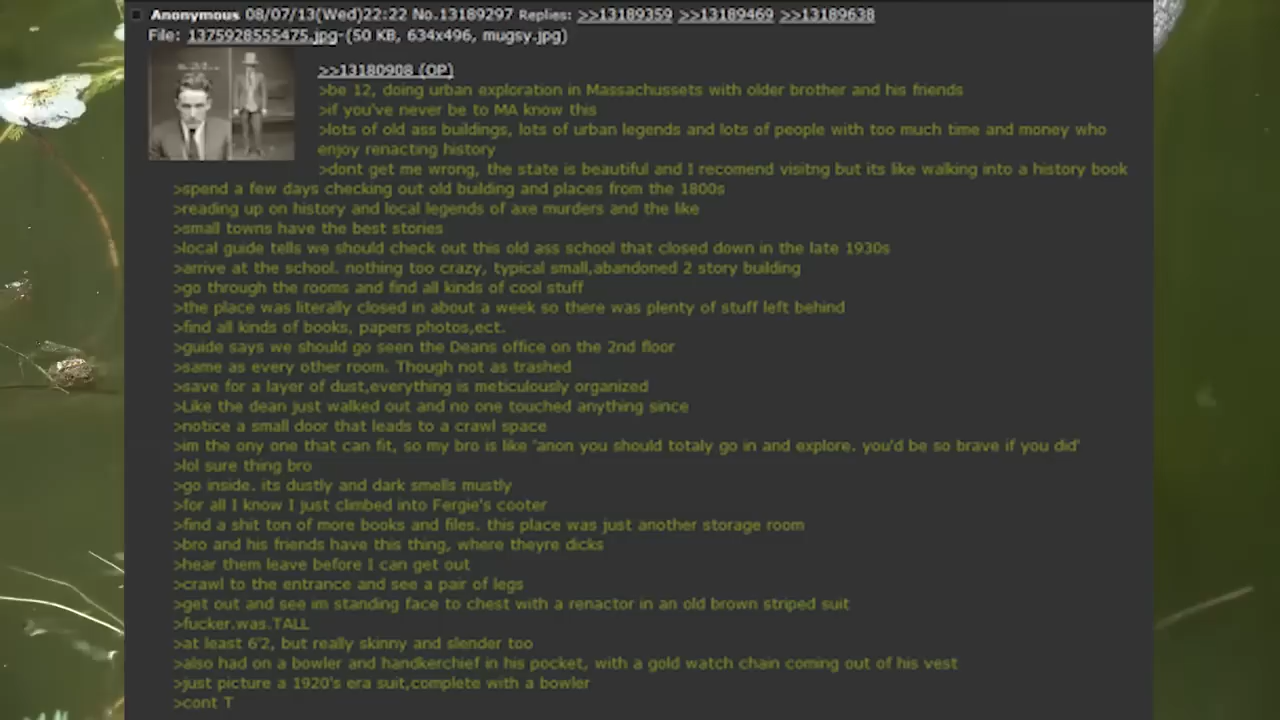 Anonymous 08/07/13(Wed)22:22 No.13189297 Replies: >>13189359 >>13189469 >>13189638
File: 1375928555475.jpg-(50 KB, 634x496, mugsy.jpg)
>>13180908 (OP)
>be 12, doing urban exploration in Massachussets with older brother and his friends
>if you've never be to MA know this
>lots of old ass buildings, lots of urban legends and lots of people with too much time and money who
enjoy renacting history
>dont get me wrong, the state is beautiful and I recomend visitng but its like walking into a history book
>spend a few days checking out old building and places from the 1800s
>reading up on history and local legends of axe murders and the like
>small towns have the best stories
>local guide tells we should check out this old ass school that closed down in the late 1930s
>arrive at the school. nothing too crazy, typical small,abandoned 2 story building
>go through the rooms and find all kinds of cool stuff
>the place was literally closed in about a week so there was plenty of stuff left behind
>find all kinds of books, papers photos,ect.
>guide says we should go seen the Deans office on the 2nd floor
>same as every other room. Though not as trashed
>save for a layer of dust,everything is meticulously organized
>Like the dean just walked out and no one touched anything since
>notice a small door that leads to a crawl space
>im the ony one that can fit, so my bro is like 'anon you should totaly go in and explore. you'd be so brave if you did'
>lol sure thing bro
>go inside. its dustly and dark smells mustly
>for all I know I just climbed into Fergie's cooter
>find a shit ton of more books and files. this place was just another storage room
>bro and his friends have this thing, where theyre dicks
>hear them leave before I can get out
>crawl to the entrance and see a pair of legs
>get out and see im standing face to chest with a renactor in an old brown striped suit
>fucker.was.TALL
>at least 6'2, but really skinny and slender too
>also had on a bowler and handkerchief in his pocket, with a gold watch chain coming out of his vest
>just picture a 1920's era suit,complete with a bowler
>cont T